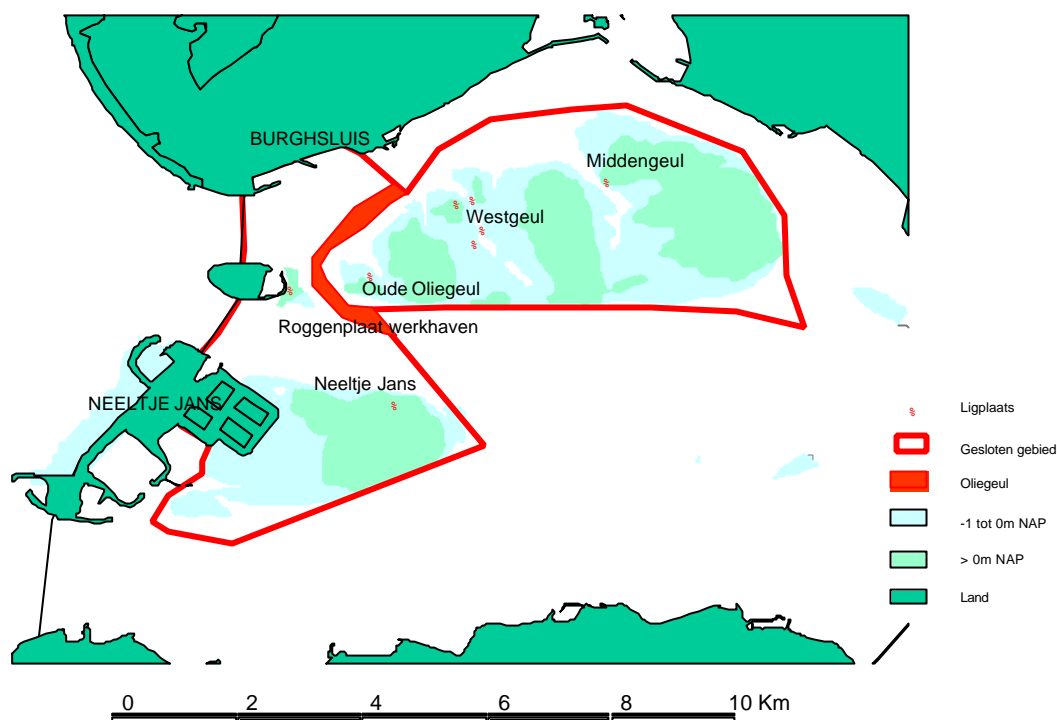 BURGHSLUIS
Middengeul
Westgeul
Oude Oliegeul
Roggenplaat werkhaven
Neeltje Jans
NEELTJE JANS
Ligplaats
Gesloten gebied
Oliegeul
-1 tot 0m NAP
> 0m NAP
Land
0 2 4 6 8 10 Km